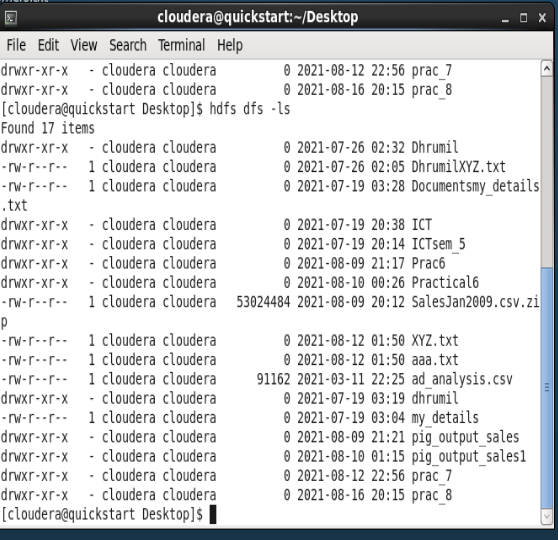 cloudera@quickstart:~/Desktop
File Edit View Search Terminal Help
drwxr-xr-x   - cloudera cloudera          0 2021-08-12 22:56 prac_7
drwxr-xr-x   - cloudera cloudera          0 2021-08-16 20:15 prac_8
[cloudera@quickstart Desktop]$ hdfs dfs -ls
Found 17 items
drwxr-xr-x   - cloudera cloudera          0 2021-07-26 02:32 Dhrumil
-rw-r--r--   1 cloudera cloudera          0 2021-07-26 02:05 DhrumilXYZ.txt
-rw-r--r--   1 cloudera cloudera          0 2021-07-19 03:28 Documentsmy_details
.txt
drwxr-xr-x   - cloudera cloudera          0 2021-07-19 20:38 ICT
drwxr-xr-x   - cloudera cloudera          0 2021-07-19 20:14 ICTsem_5
drwxr-xr-x   - cloudera cloudera          0 2021-08-09 21:17 Prac6
drwxr-xr-x   - cloudera cloudera          0 2021-08-10 00:26 Practical6
-rw-r--r--   1 cloudera cloudera   53024484 2021-08-09 20:12 SalesJan2009.csv.zi
p
-rw-r--r--   1 cloudera cloudera          0 2021-08-12 01:50 XYZ.txt
-rw-r--r--   1 cloudera cloudera          0 2021-08-12 01:50 aaa.txt
-rw-r--r--   1 cloudera cloudera      91162 2021-03-11 22:25 ad_analysis.csv
drwxr-xr-x   - cloudera cloudera          0 2021-07-19 03:19 dhrumil
-rw-r--r--   1 cloudera cloudera          0 2021-07-19 03:04 my_details
drwxr-xr-x   - cloudera cloudera          0 2021-08-09 21:21 pig_output_sales
drwxr-xr-x   - cloudera cloudera          0 2021-08-10 01:15 pig_output_sales1
drwxr-xr-x   - cloudera cloudera          0 2021-08-12 22:56 prac_7
drwxr-xr-x   - cloudera cloudera          0 2021-08-16 20:15 prac_8
[cloudera@quickstart Desktop]$